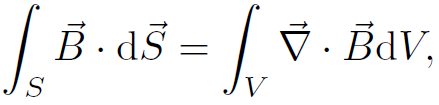 ∫_S B⃗ · dS⃗ = ∫_V ∇⃗ · B⃗ dV,